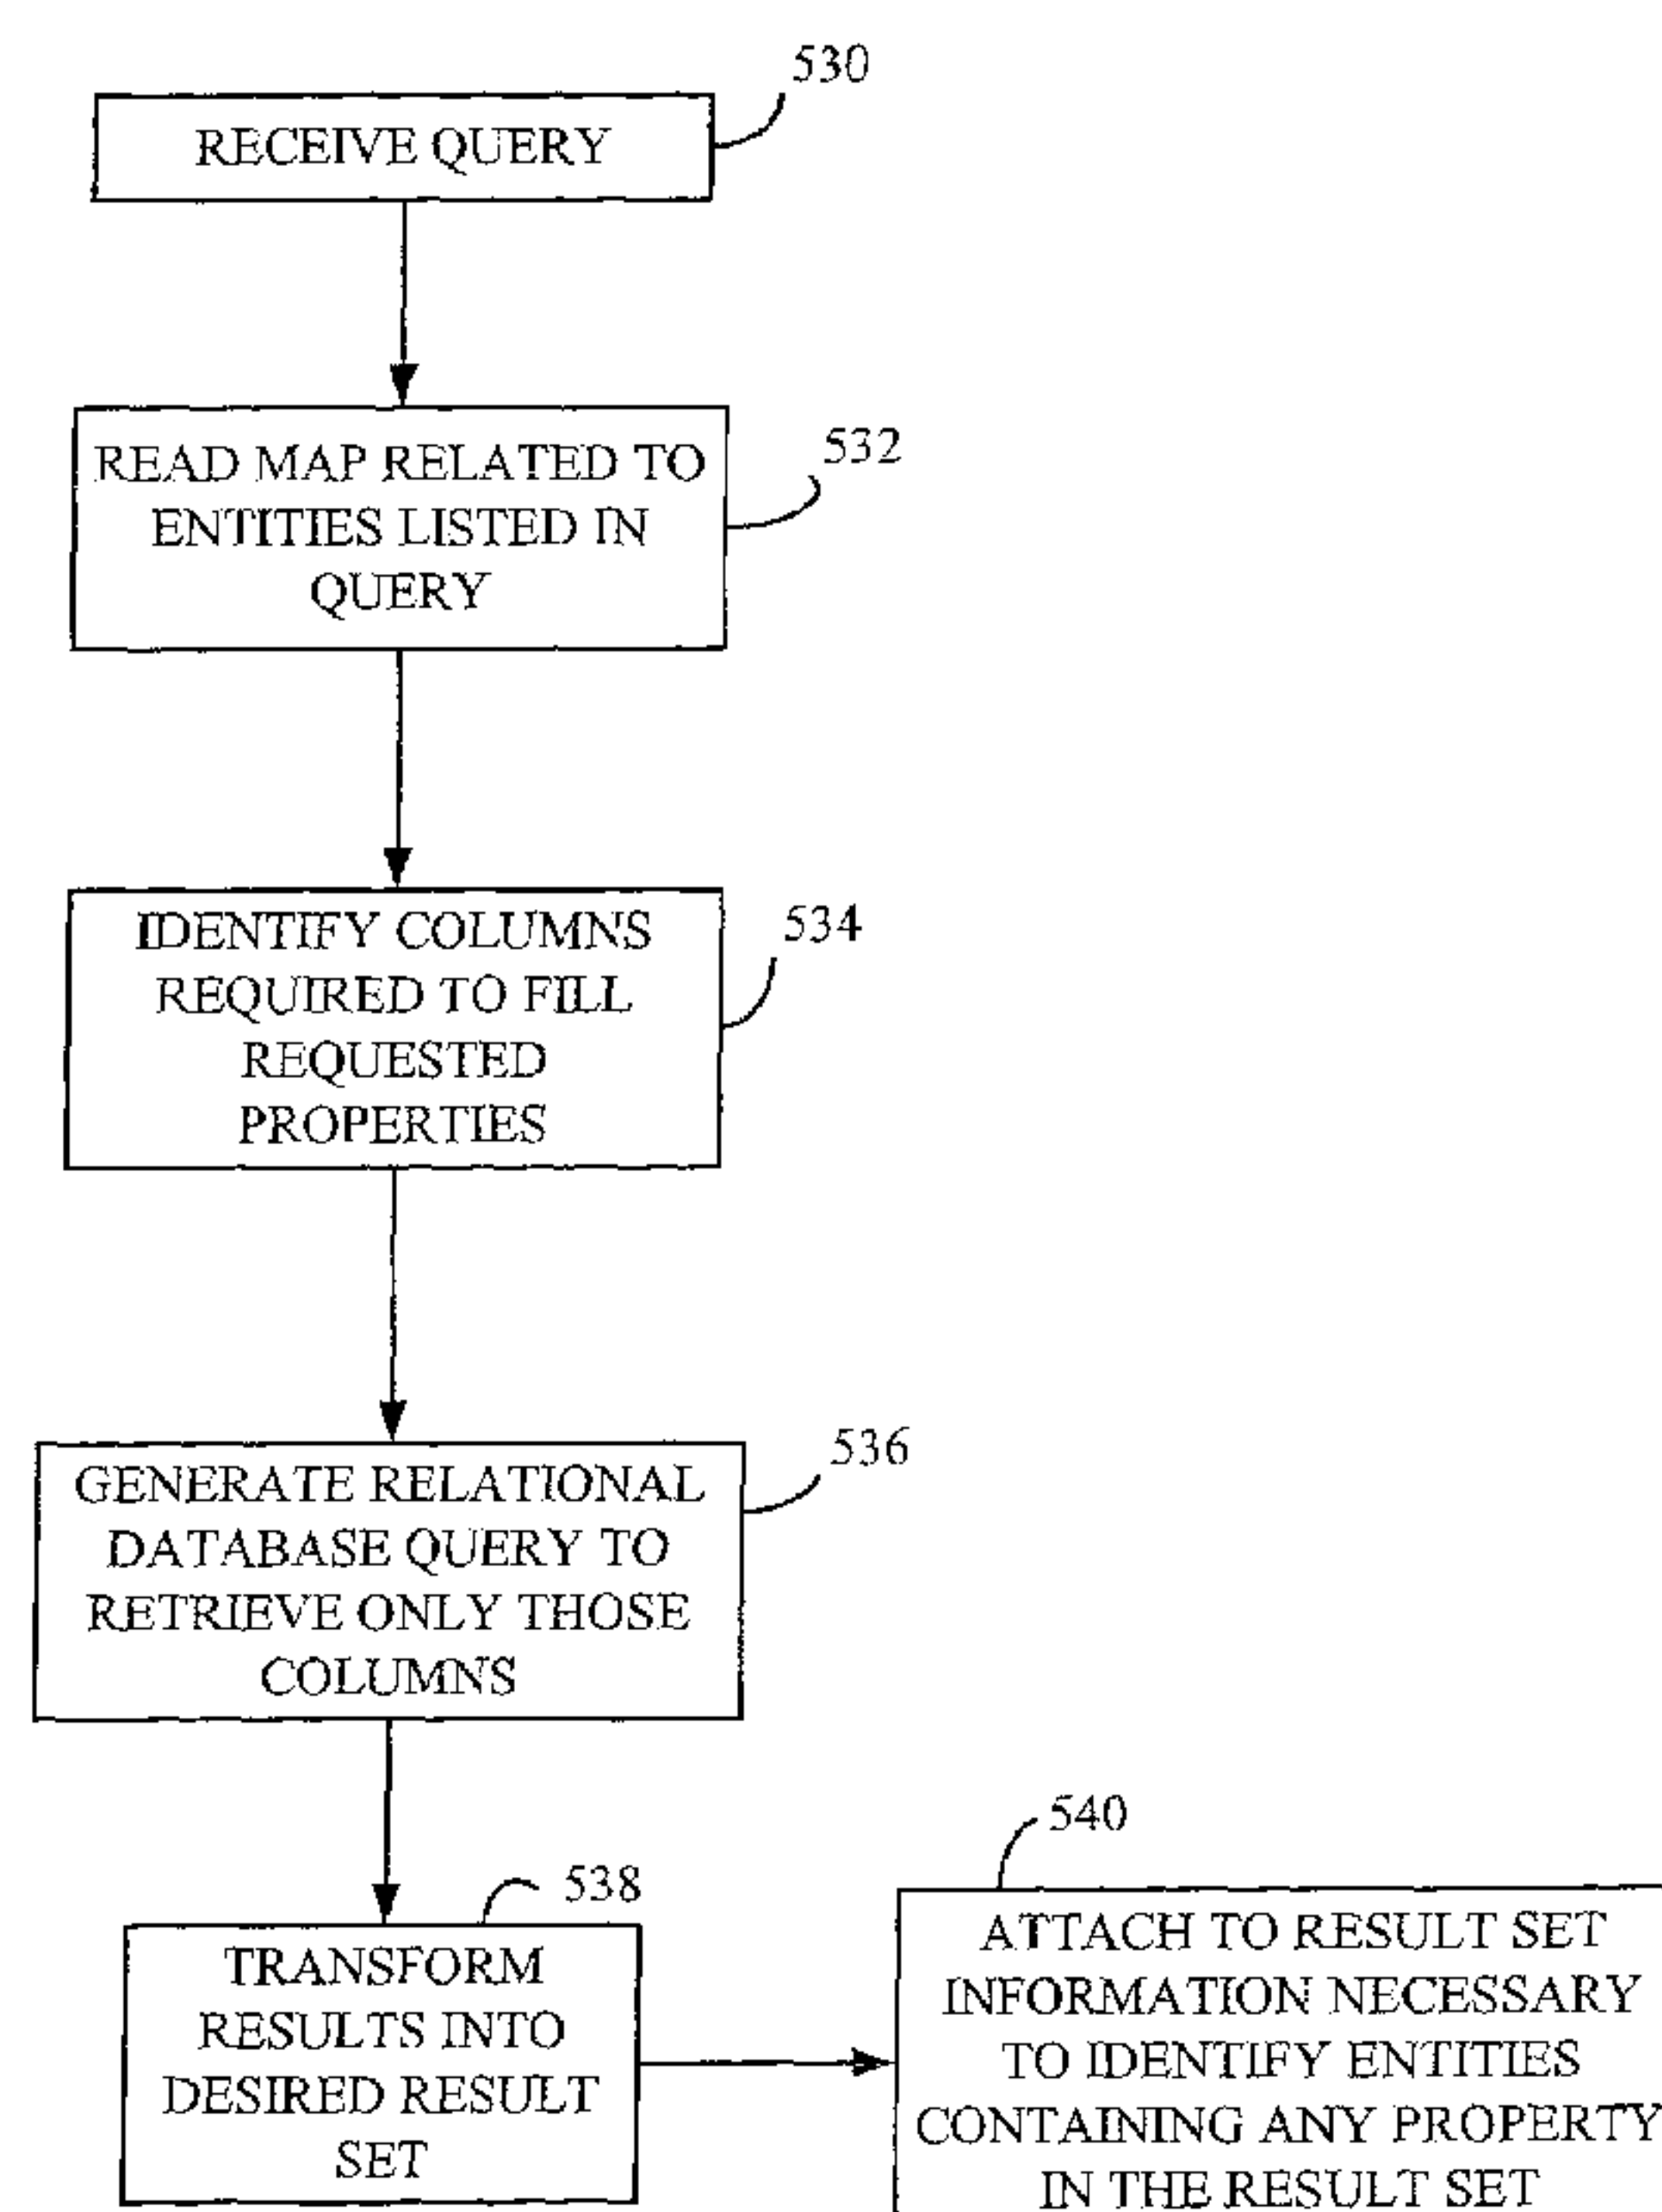 530
RECEIVE QUERY
532
READ MAP RELATED TO
ENTITIES LISTED IN
QUERY
534
IDENTIFY COLUMNS
REQUIRED TO FILL
REQUESTED
PROPERTIES
536
GENERATE RELATIONAL
DATABASE QUERY TO
RETRIEVE ONLY THOSE
COLUMNS
538
TRANSFORM
RESULTS INTO
DESIRED RESULT
SET
540
ATTACH TO RESULT SET
INFORMATION NECESSARY
TO IDENTIFY ENTITIES
CONTAINING ANY PROPERTY
IN THE RESULT SET